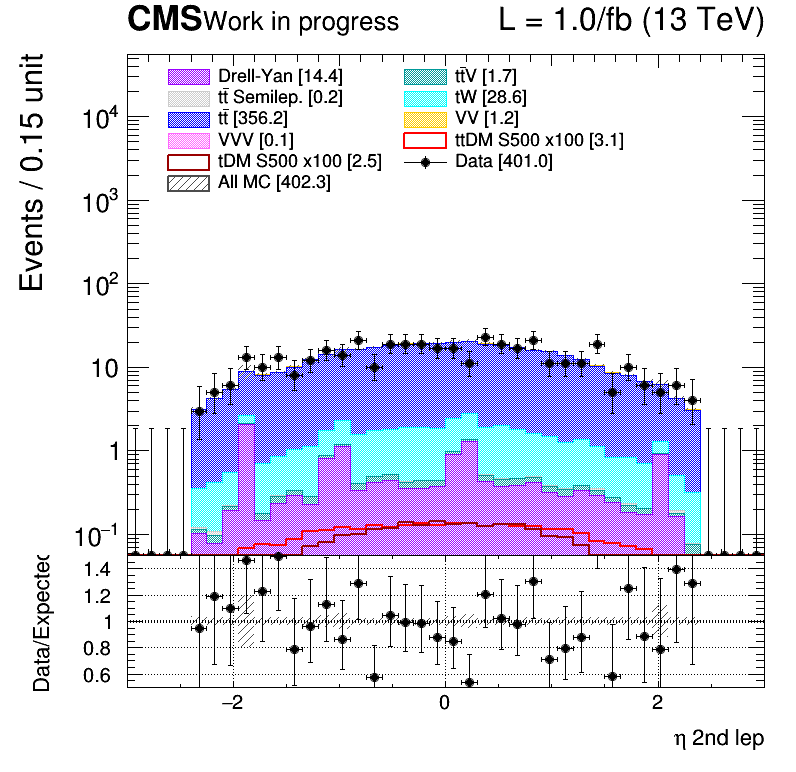 CMS Work in progress L = 1.0/fb (13 TeV)
Drell-Yan [14.4] tt̄V [1.7]
tt̄ Semilep. [0.2] tW [28.6]
tt̄ [356.2] VV [1.2]
VVV [0.1] ttDM S500 x100 [3.1]
tDM S500 x100 [2.5] Data [401.0]
All MC [402.3]
Events / 0.15 unit
10⁴
10³
10²
10
1
10⁻¹
Data/Expected
1.4
1.2
1
0.8
0.6
−2 0 2
η 2nd lep